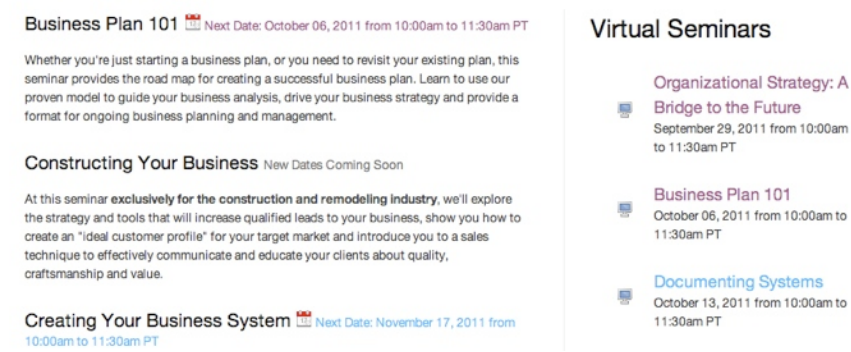 Business Plan 101 Next Date: October 06, 2011 from 10:00am to 11:30am PT
Whether you're just starting a business plan, or you need to revisit your existing plan, this
seminar provides the road map for creating a successful business plan. Learn to use our
proven model to guide your business analysis, drive your business strategy and provide a
format for ongoing business planning and management.
Constructing Your Business New Dates Coming Soon
At this seminar exclusively for the construction and remodeling industry, we'll explore
the strategy and tools that will increase qualified leads to your business, show you how to
create an "ideal customer profile" for your target market and introduce you to a sales
technique to effectively communicate and educate your clients about quality,
craftsmanship and value.
Creating Your Business System Next Date: November 17, 2011 from
10:00am to 11:30am PT
Virtual Seminars
Organizational Strategy: A
Bridge to the Future
September 29, 2011 from 10:00am
to 11:30am PT
Business Plan 101
October 06, 2011 from 10:00am to
11:30am PT
Documenting Systems
October 13, 2011 from 10:00am to
11:30am PT